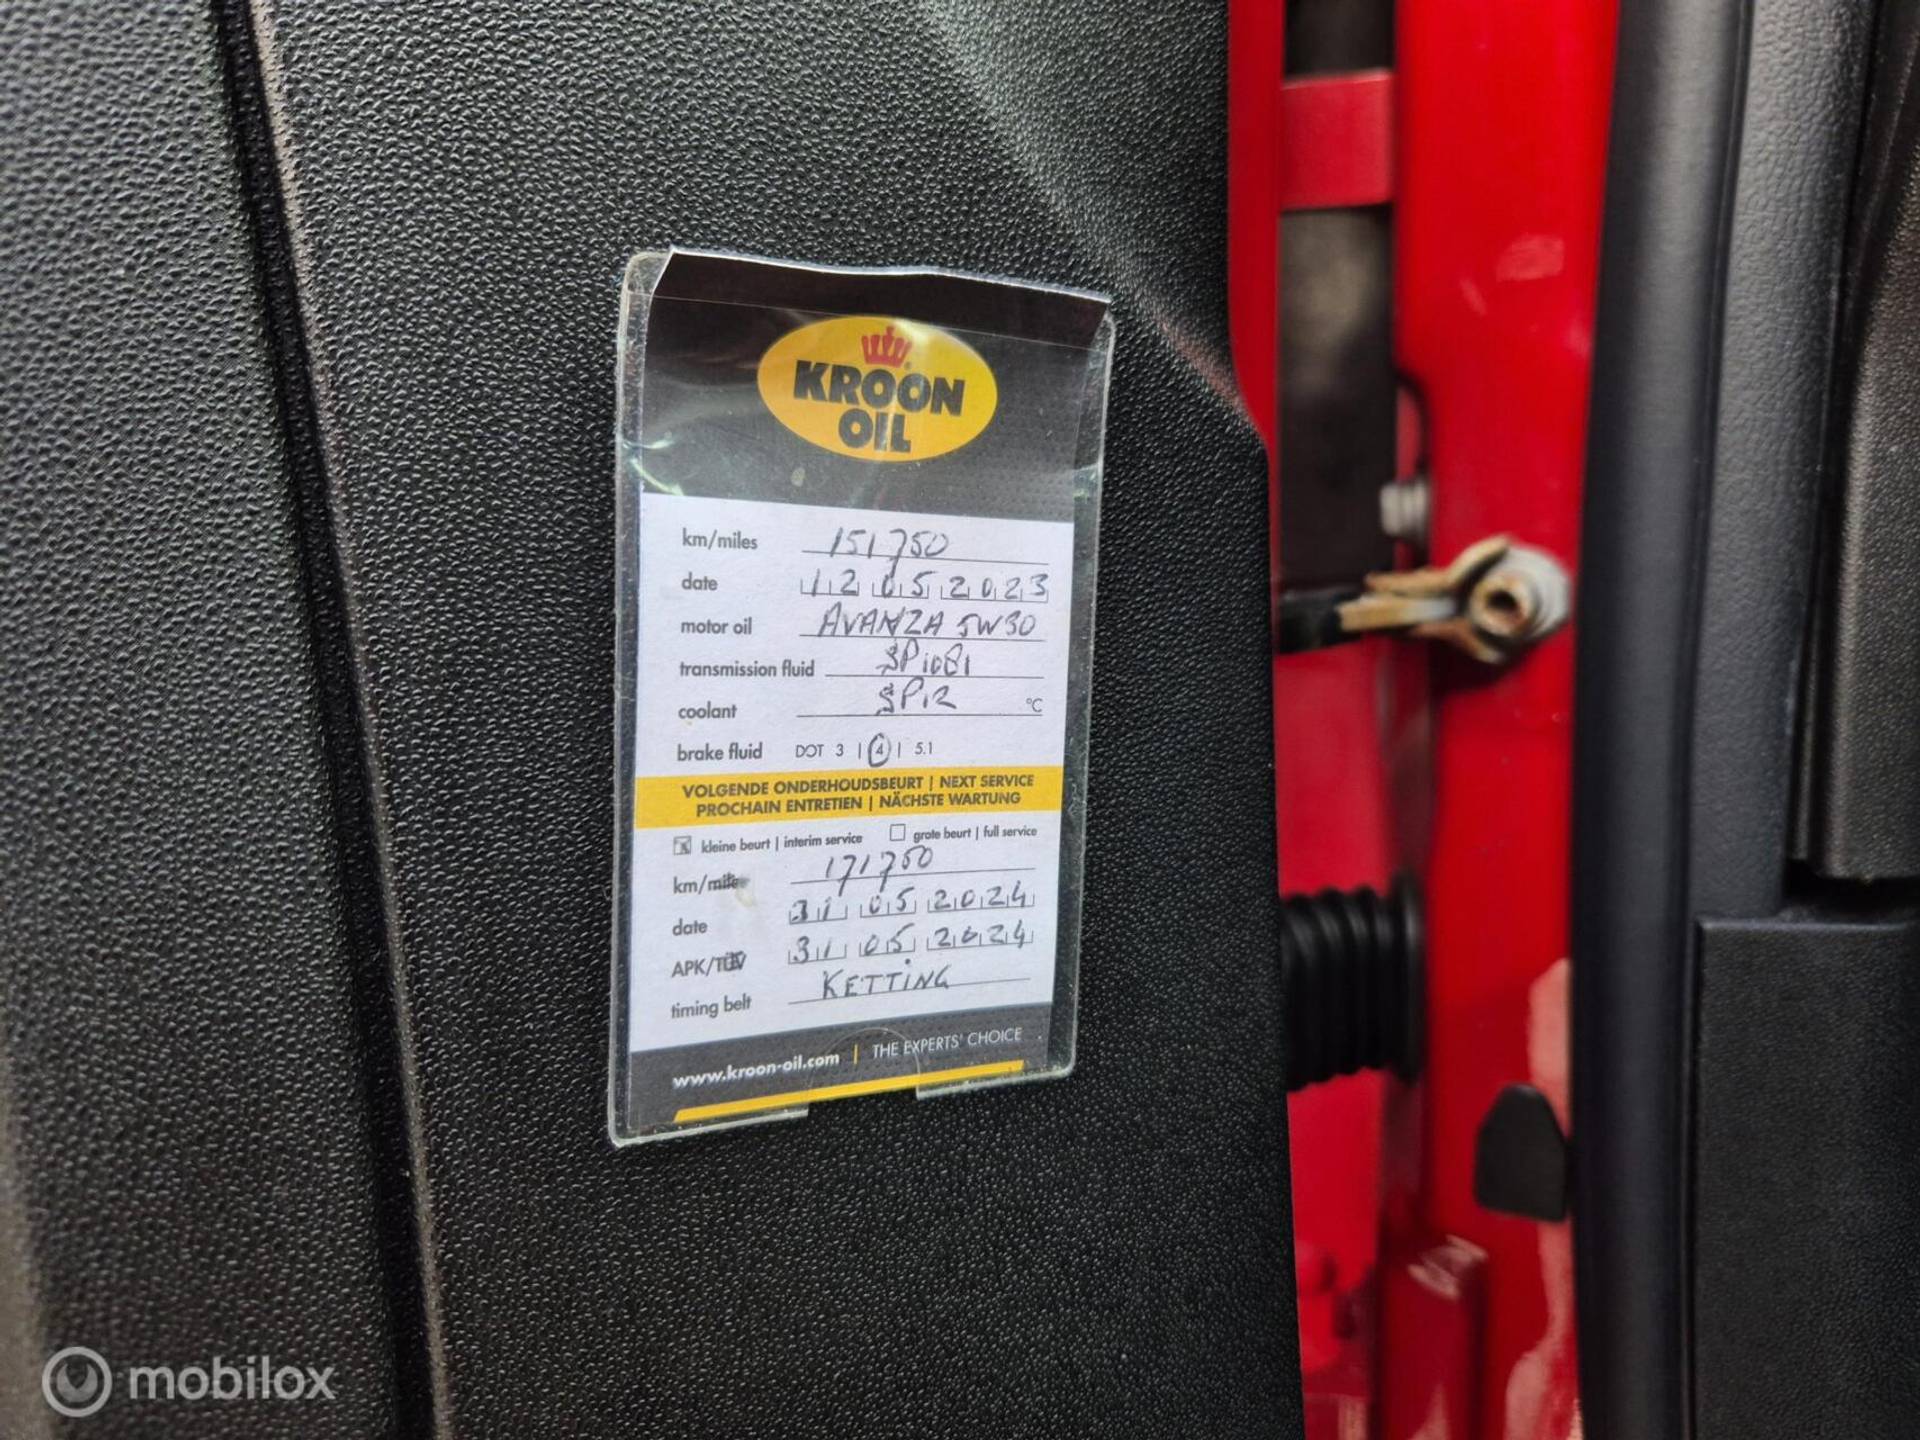 KROON
OIL
km/miles 151750
date 12 05 2023
motor oil AVANZA 5W30
transmission fluid SP1081
coolant SP12 °C
brake fluid DOT 3 | 4 | 5.1
VOLGENDE ONDERHOUDSBEURT | NEXT SERVICE
PROCHAIN ENTRETIEN | NÄCHSTE WARTUNG
kleine beurt | interim service grote beurt | full service
km/miles 171750
date 31 05 2024
APK/TÜV 31 05 2024
timing belt KETTING
www.kroon-oil.com | THE EXPERTS' CHOICE
mobilox